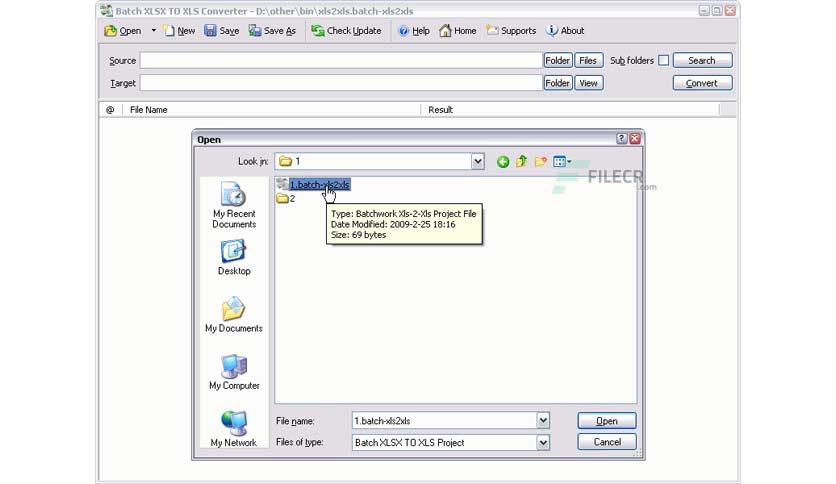 Batch XLSX TO XLS Converter - D:\other\bin\xls2xls.batch-xls2xls
Open New Save Save As Check Update Help Home Supports About
Source Folder Files Sub folders Search
Target Folder View Convert
@ File Name Result
Open
Look in: 1
1.batch-xls2xls
2
Type: Batchwork Xls-2-Xls Project File
Date Modified: 2009-2-25 18:16
Size: 69 bytes
FILECR
.com
My Recent
Documents
Desktop
My Documents
My Computer
My Network
File name: 1.batch-xls2xls Open
Files of type: Batch XLSX TO XLS Project Cancel